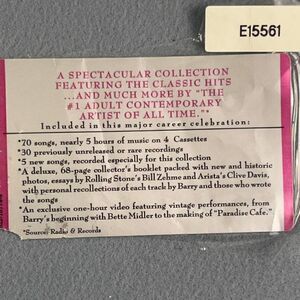 E15561
A SPECTACULAR COLLECTION
FEATURING THE CLASSIC HITS
...AND MUCH MORE BY "THE
#1 ADULT CONTEMPORARY
ARTIST OF ALL TIME."*
Included in this major career celebration:
*70 songs, nearly 5 hours of music on 4 Cassettes
*30 previously unreleased or rare recordings
*5 new songs, recorded especially for this collection
*A deluxe, 68-page collector's booklet packed with new and historic
photos, essays by Rolling Stone's Bill Zehme and Arista's Clive Davis,
with personal recollections of each track by Barry and those who wrote
the songs
*An exclusive one-hour video featuring vintage performances, from
Barry's beginning with Bette Midler to the making of "Paradise Cafe."
*Source: Radio & Records